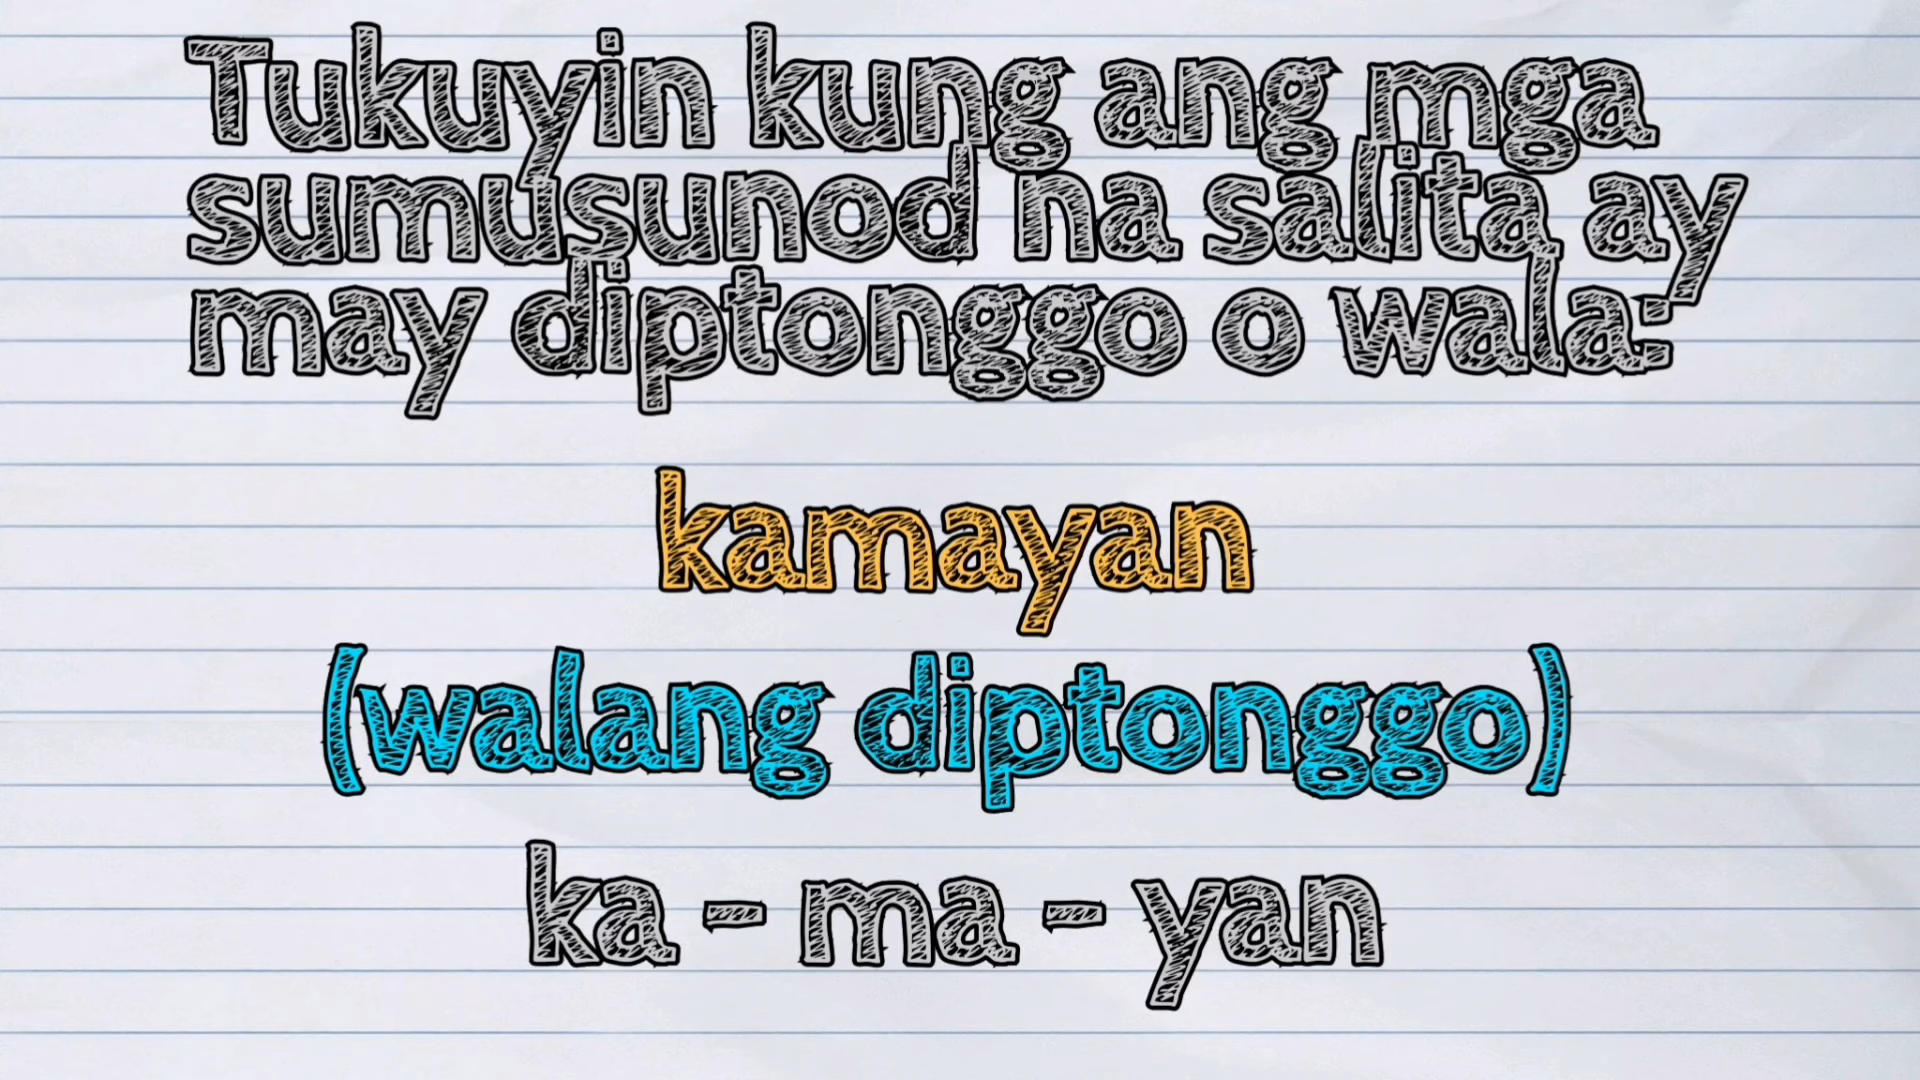 Tukuyin kung ang mga
sumusunod na salita ay
may diptonggo o wala:
kamayan
(walang diptonggo)
ka - ma - yan